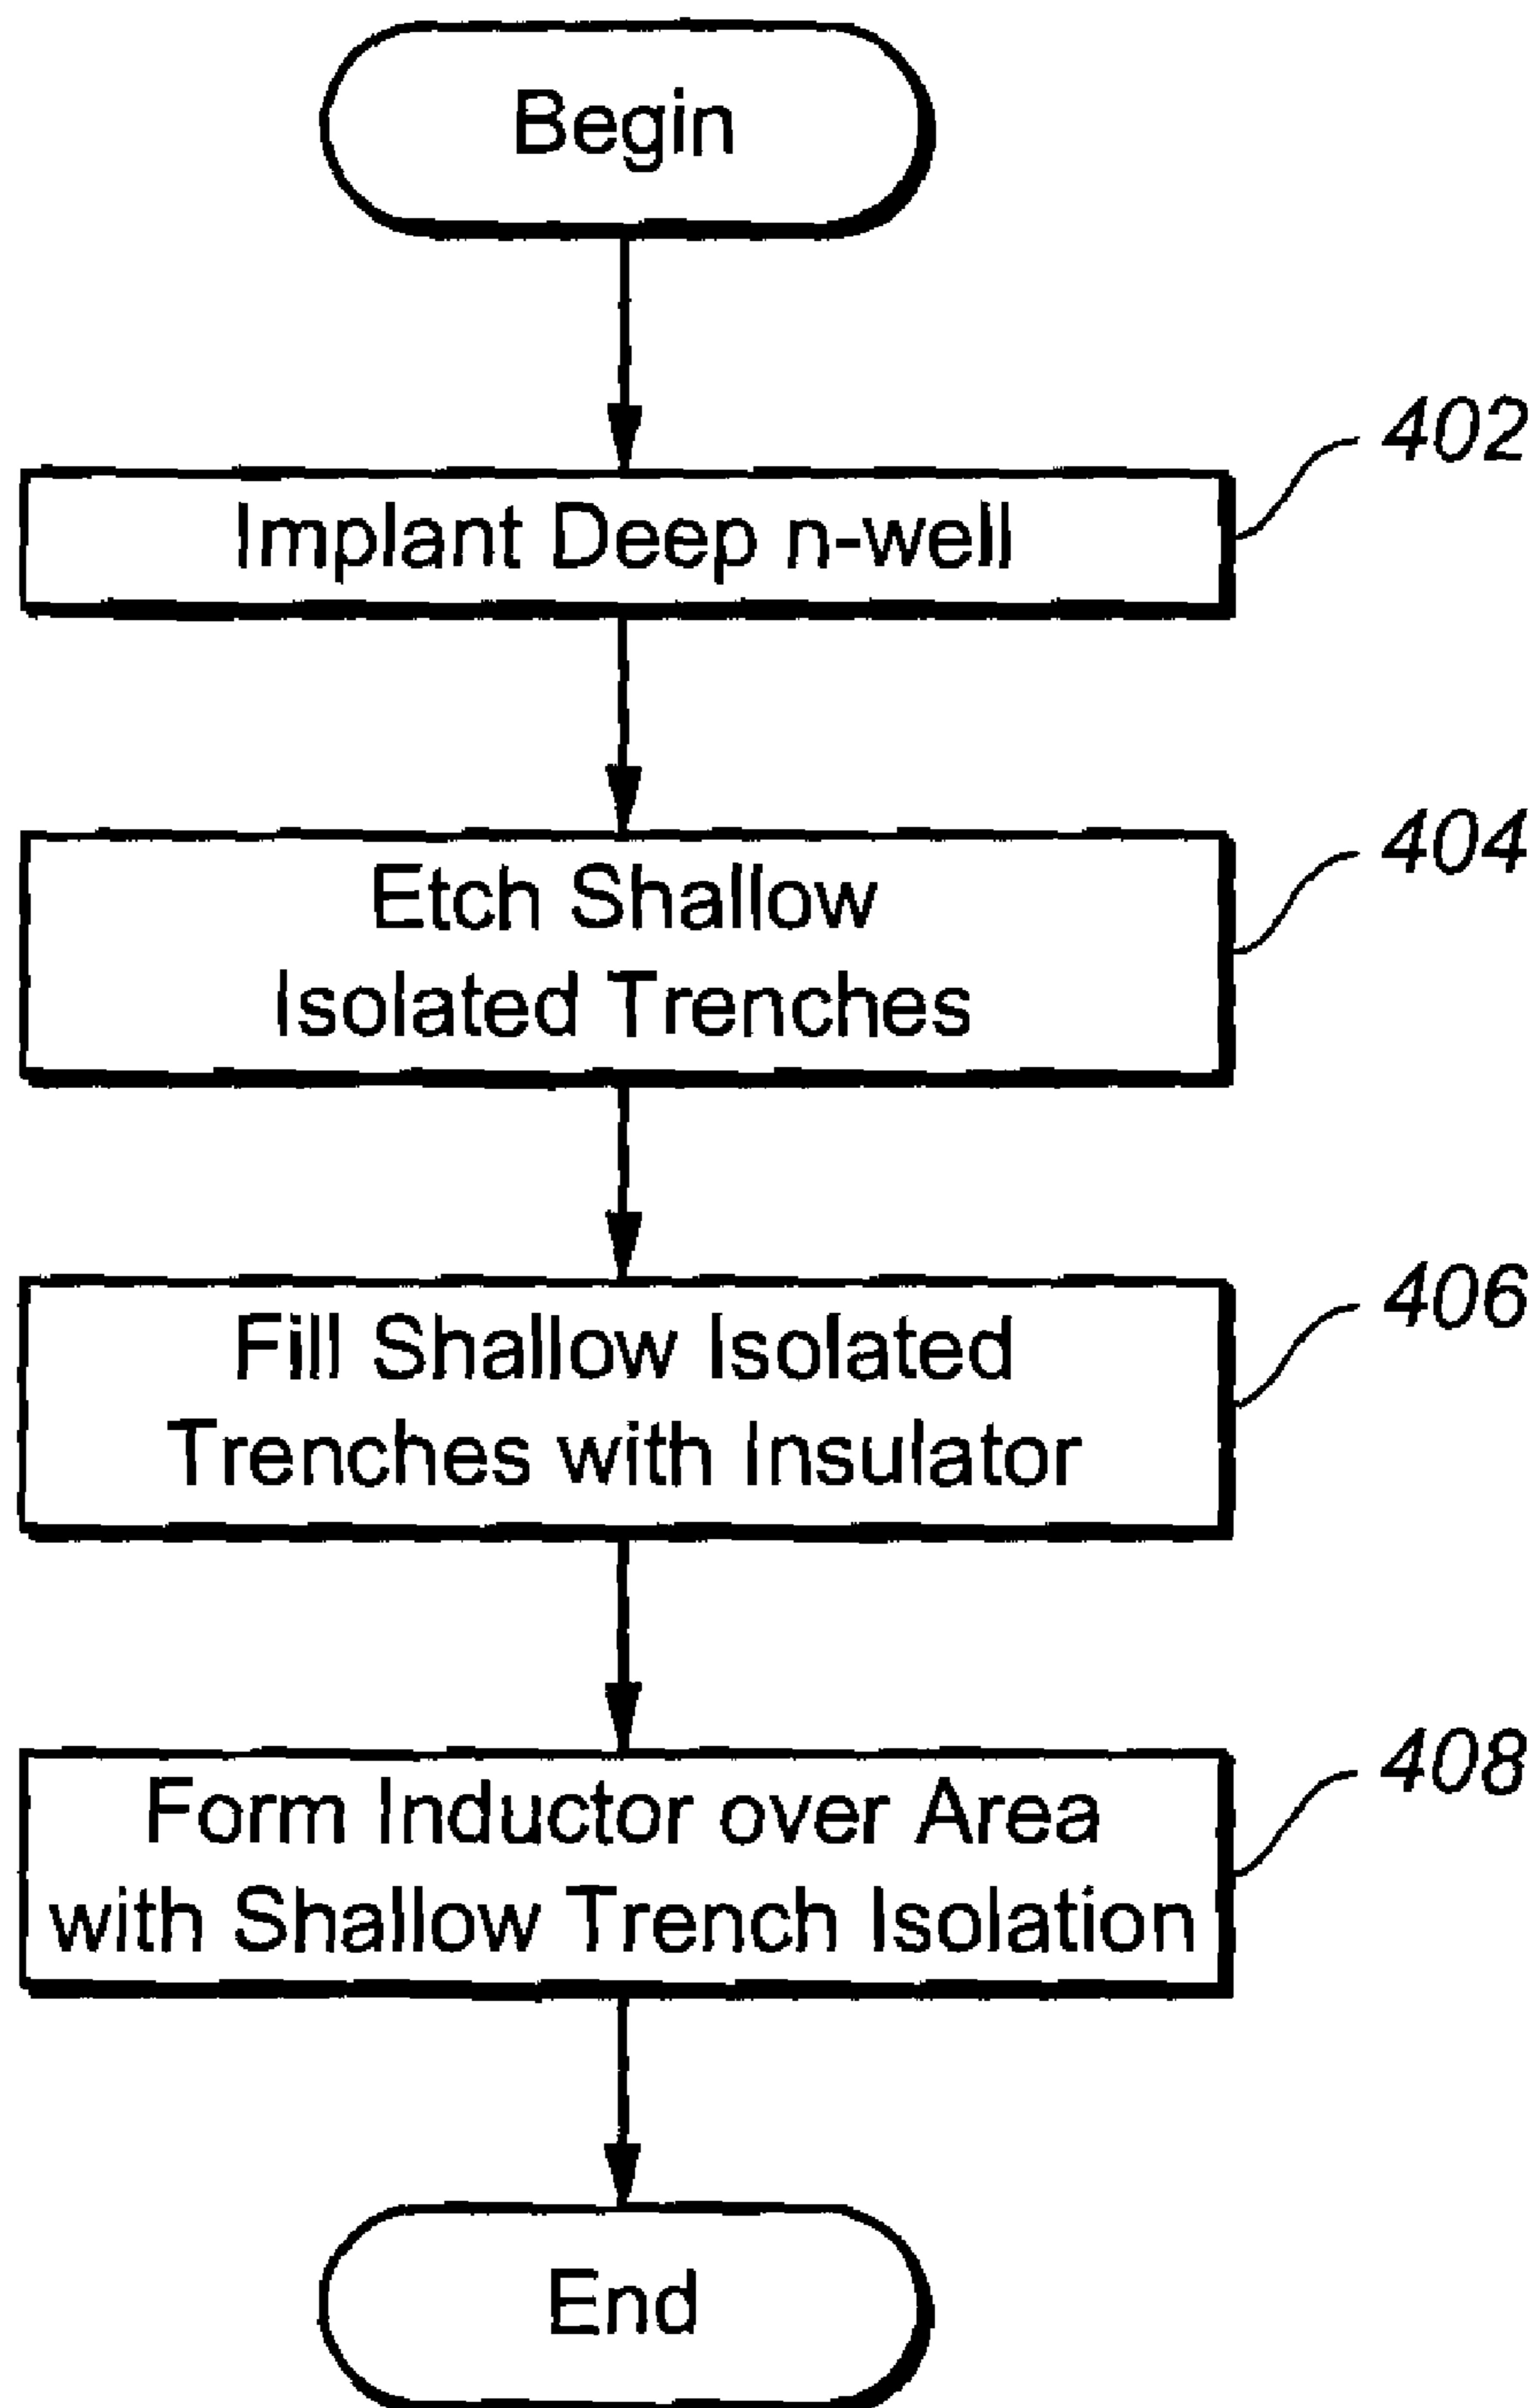 Begin
402
Implant Deep n-well
404
Etch Shallow
Isolated Trenches
406
Fill Shallow Isolated
Trenches with Insulator
408
Form Inductor over Area
with Shallow Trench Isolation
End